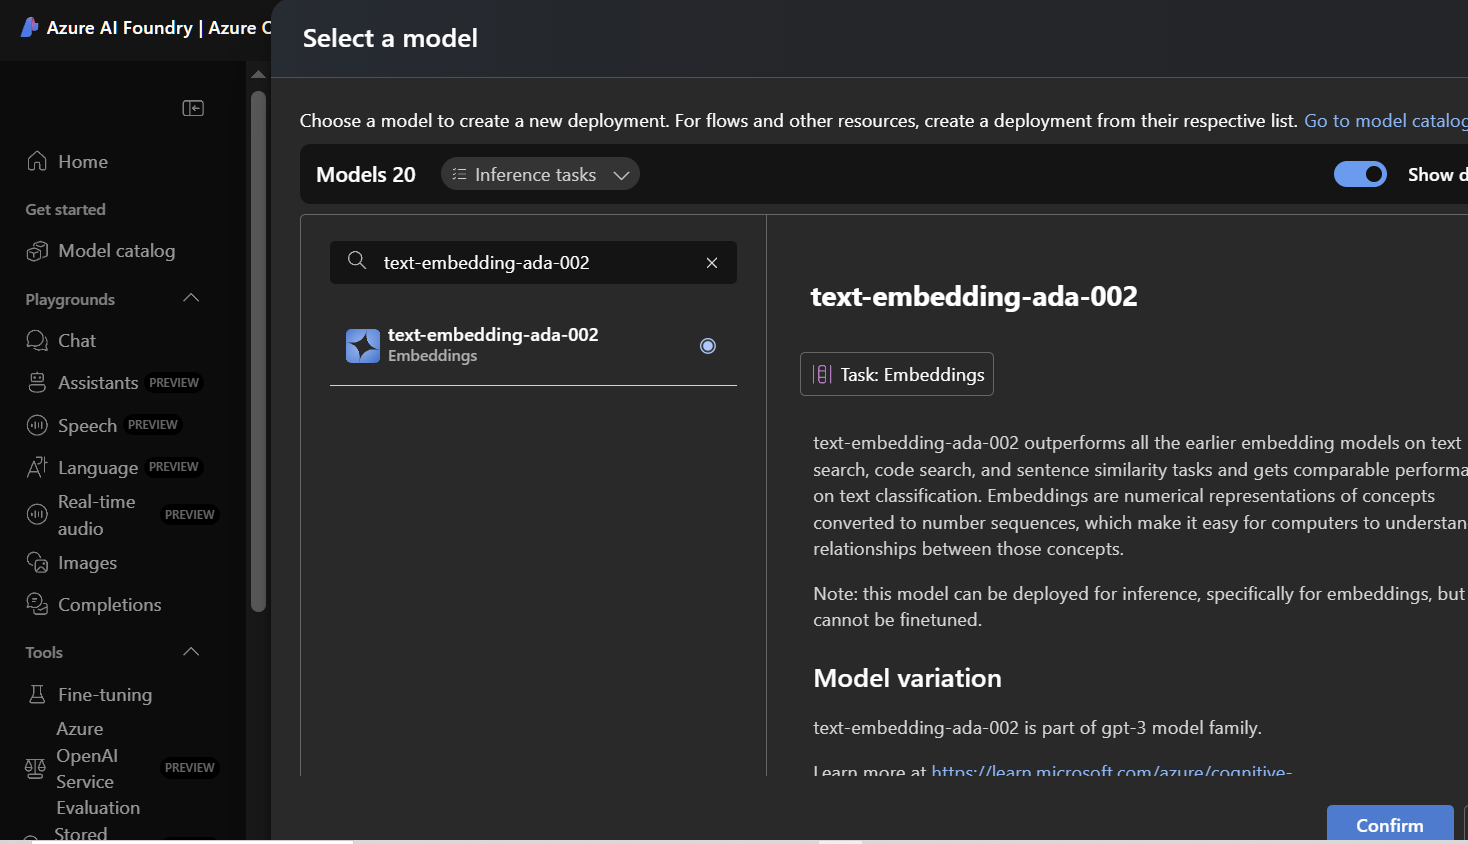 Azure AI Foundry | Azure
Select a model
Home
Get started
Model catalog
Playgrounds
Chat
Assistants PREVIEW
Speech PREVIEW
Language PREVIEW
Real-time
audio
PREVIEW
Images
Completions
Tools
Fine-tuning
Azure
OpenAI
Service
Evaluation
PREVIEW
Stored
Choose a model to create a new deployment. For flows and other resources, create a deployment from their respective list. Go to model catalog
Models 20
Inference tasks
Show
text-embedding-ada-002
text-embedding-ada-002
Embeddings
text-embedding-ada-002
Task: Embeddings
text-embedding-ada-002 outperforms all the earlier embedding models on text
search, code search, and sentence similarity tasks and gets comparable performa
on text classification. Embeddings are numerical representations of concepts
converted to number sequences, which make it easy for computers to understan
relationships between those concepts.
Note: this model can be deployed for inference, specifically for embeddings, but
cannot be finetuned.
Model variation
text-embedding-ada-002 is part of gpt-3 model family.
Learn more at https://learn.microsoft.com/azure/cognitive-
Confirm